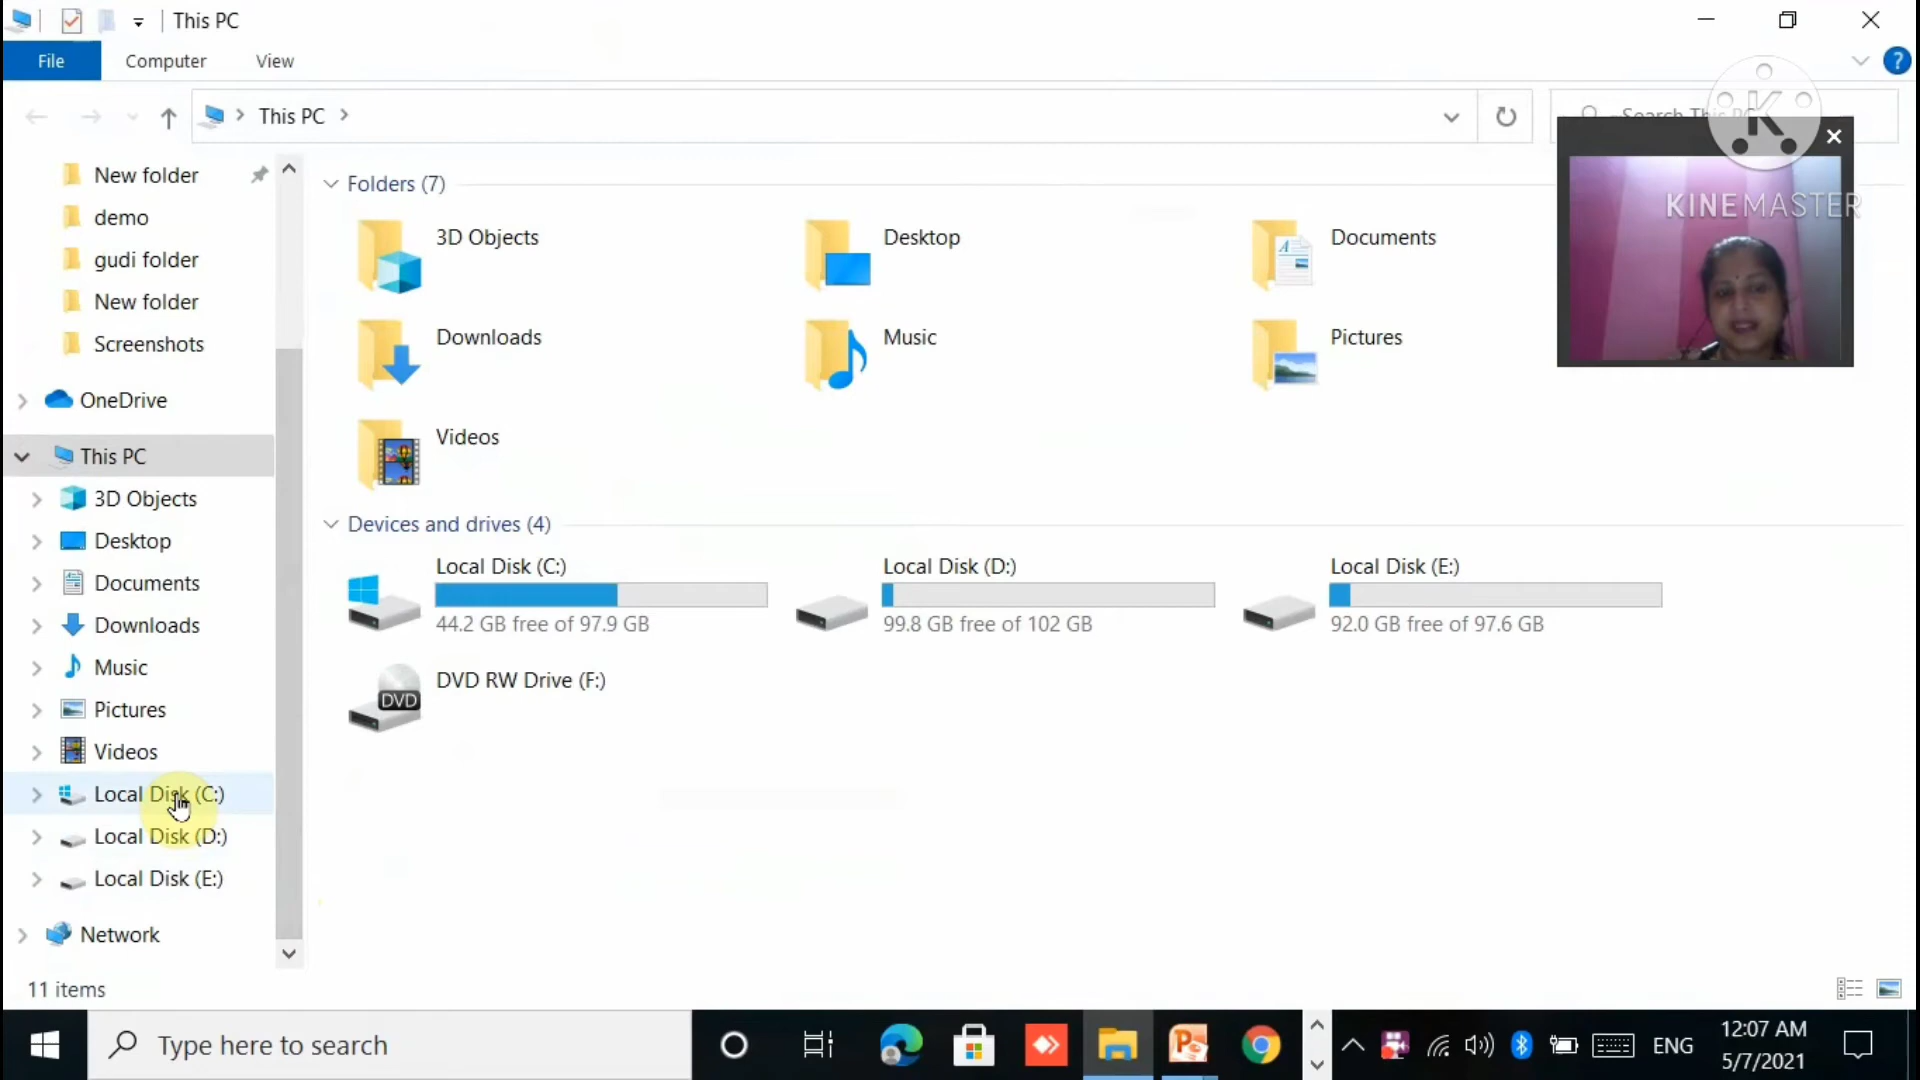 This PC
File
Computer
View
?
This PC
Search This PC
K
KINEMASTER
New folder
demo
gudi folder
New folder
Screenshots
OneDrive
This PC
3D Objects
Desktop
Documents
Downloads
Music
Pictures
Videos
Local Disk (C:)
Local Disk (D:)
Local Disk (E:)
Network
Folders (7)
3D Objects
Desktop
Documents
Downloads
Music
Pictures
Videos
Devices and drives (4)
Local Disk (C:)
44.2 GB free of 97.9 GB
Local Disk (D:)
99.8 GB free of 102 GB
Local Disk (E:)
92.0 GB free of 97.6 GB
DVD
DVD RW Drive (F:)
11 items
Type here to search
ENG
12:07 AM
5/7/2021